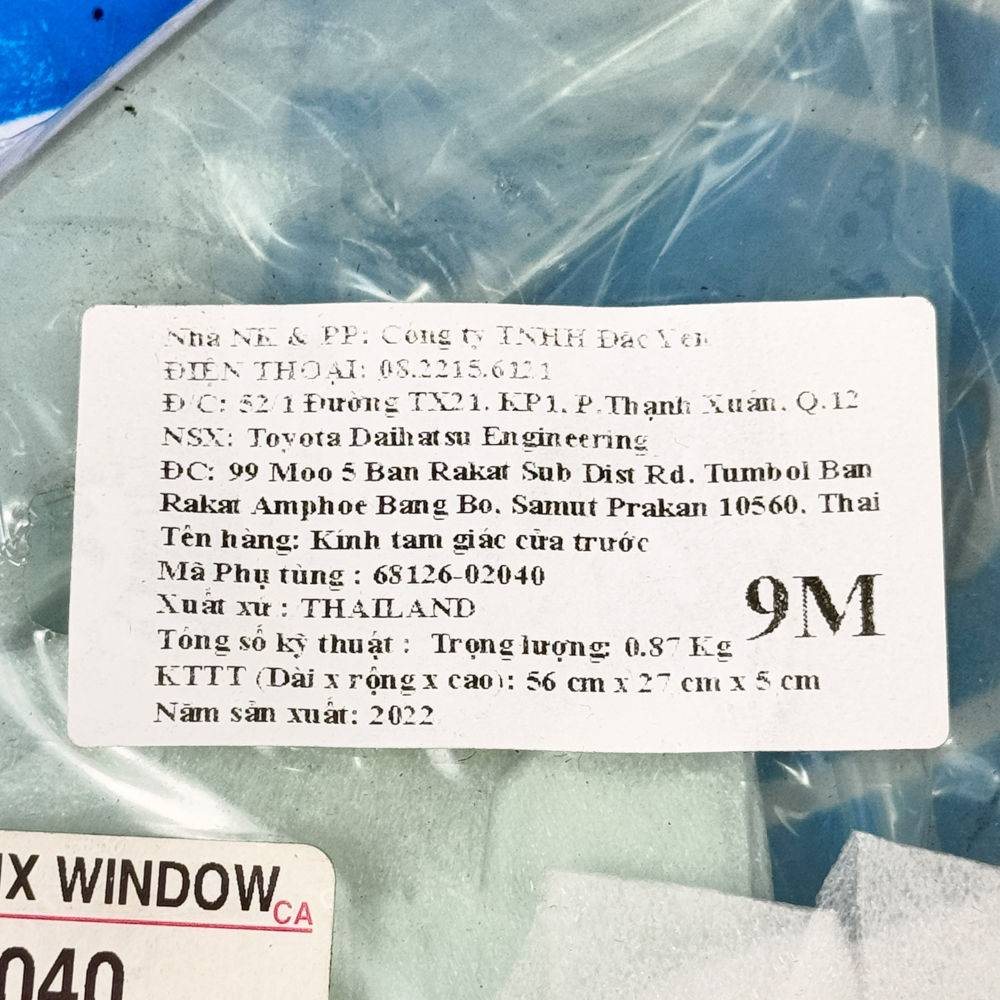 Nhà NK & PP: Công ty TNHH Đắc Yên
ĐIỆN THOẠI: 08.2215.6121
Đ/C: 52/1 Đường TX21. KP1. P.Thạnh Xuân. Q.12
NSX: Toyota Daihatsu Engineering
ĐC: 99 Moo 5 Ban Rakat Sub Dist Rd. Tumbol Ban
Rakat Amphoe Bang Bo. Samut Prakan 10560. Thai
Tên hàng: Kính tam giác cửa trước
Mã Phụ tùng : 68126-02040
Xuất xứ : THAILAND
9M
Tông số kỹ thuật : Trọng lượng: 0.87 Kg
KTTT (Dài x rộng x cao): 56 cm x 27 cm x 5 cm
Năm sản xuất: 2022
IX WINDOW CA
040